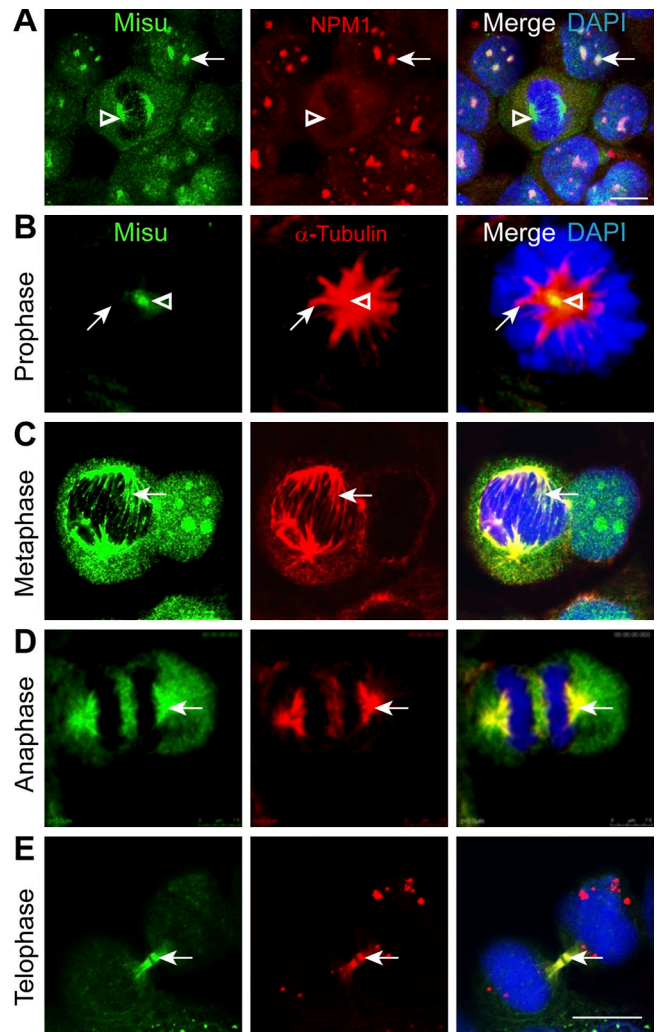 A
Misu
NPM1
Merge DAPI
B
Prophase
Misu
α-Tubulin
Merge DAPI
C
Metaphase
D
Anaphase
E
Telophase